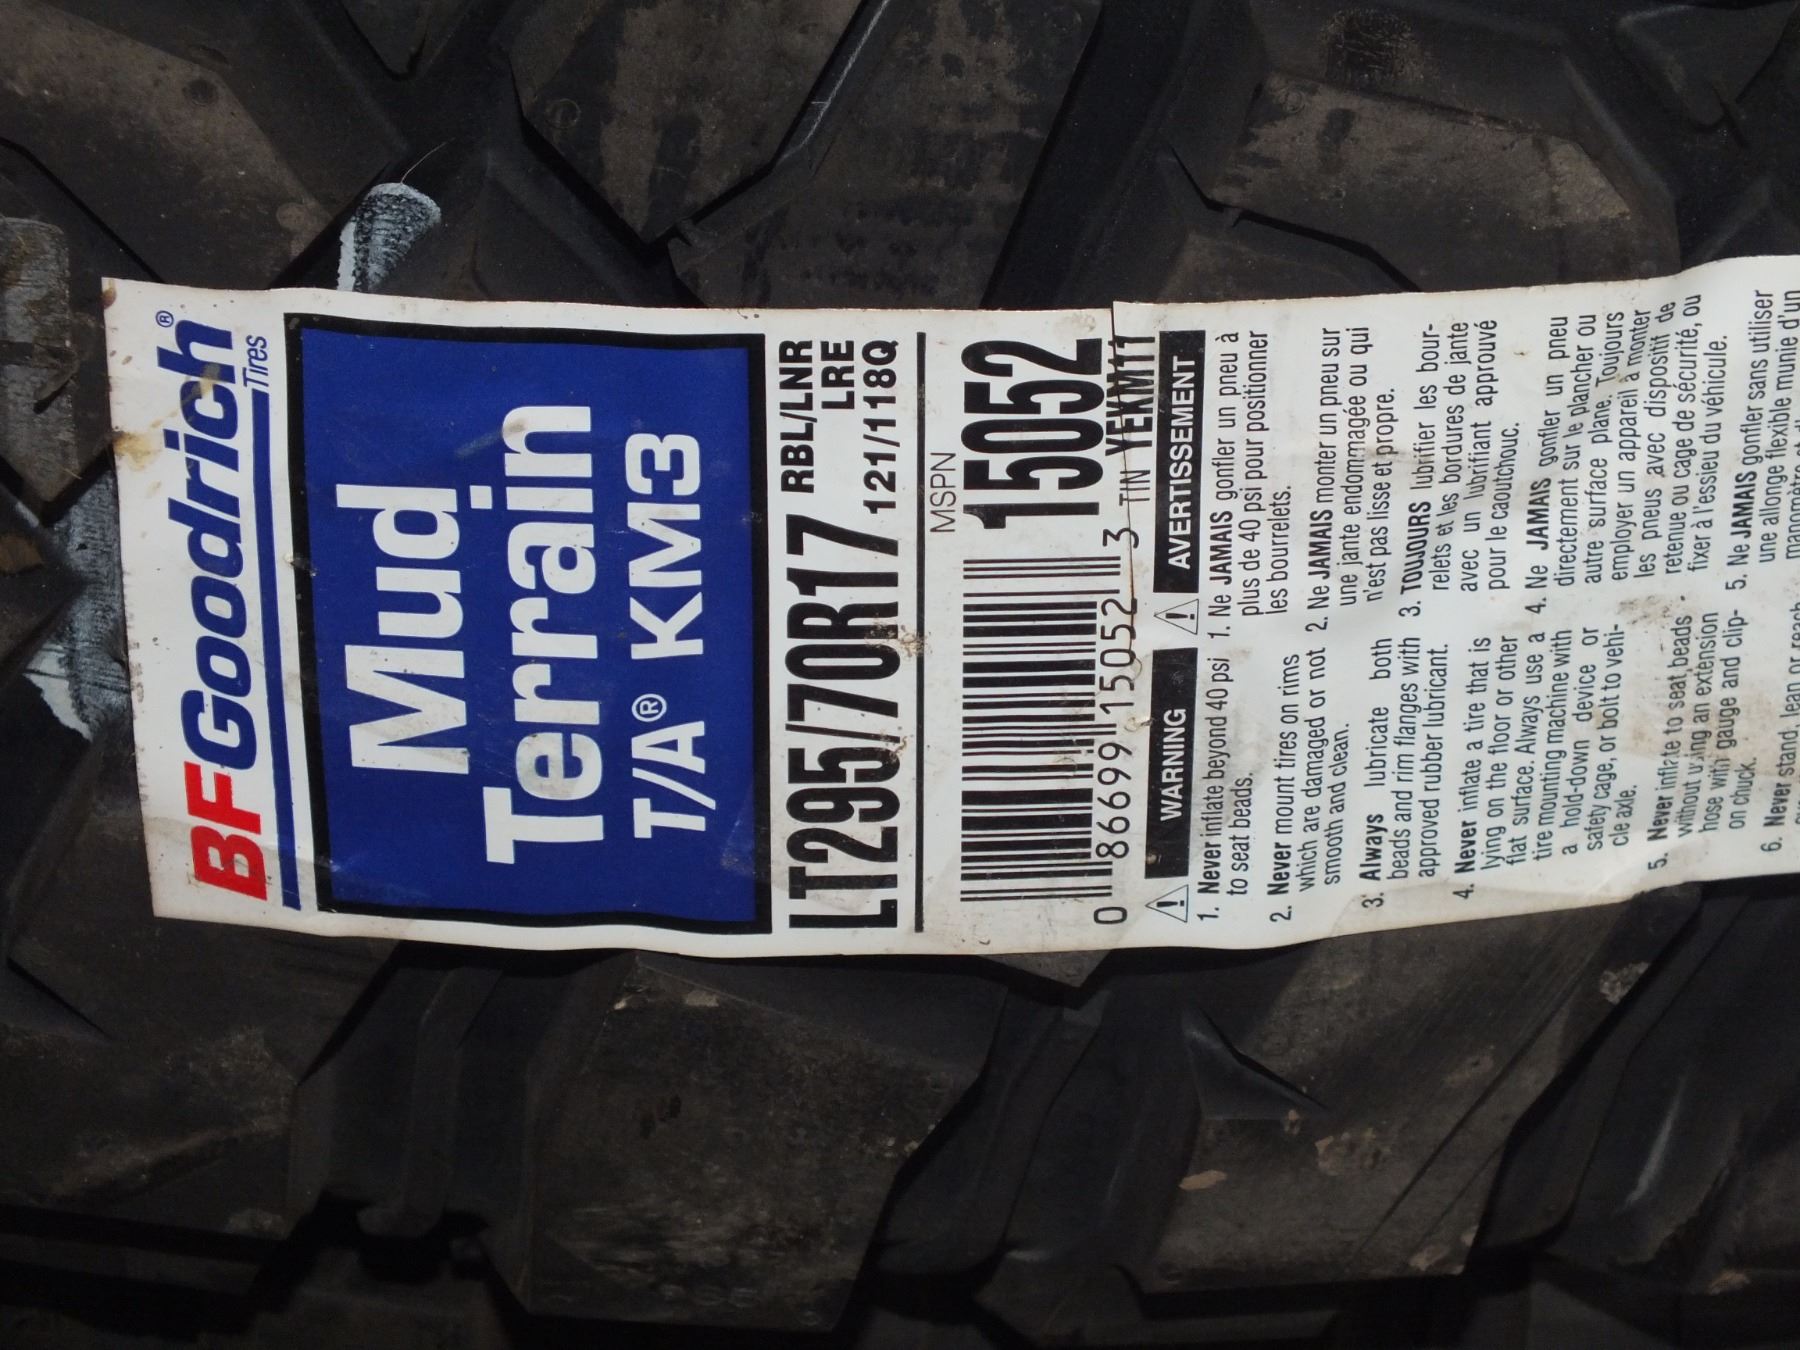 BFGoodrich®
Tires
Mud
Terrain
T/A® KM3
LT295/70R17
RBL/LNR
LRE
121/118Q
MSPN
15052
0 86699 15052 3
TIN YEKM11
WARNING
1. Never inflate beyond 40 psi
to seat beads.
2. Never mount tires on rims
which are damaged or not
smooth and clean.
3. Always lubricate both
beads and rim flanges with
approved rubber lubricant.
4. Never inflate a tire that is
lying on the floor or other
flat surface. Always use a
tire mounting machine with
a hold-down device or
safety cage, or bolt to vehi-
cle axle.
5. Never inflate to seat beads
without using an extension
hose with gauge and clip-
on chuck.
6. Never stand, lean or reach
AVERTISSEMENT
1. Ne JAMAIS gonfler un pneu à
plus de 40 psi pour positionner
les bourrelets.
2. Ne JAMAIS monter un pneu sur
une jante endommagée ou qui
n'est pas lisse et propre.
3. TOUJOURS lubrifier les bour-
relets et les bordures de jante
avec un lubrifiant approuvé
pour le caoutchouc.
4. Ne JAMAIS gonfler un pneu
directement sur le plancher ou
autre surface plane. Toujours
employer un appareil à monter
les pneus avec dispositif de
retenue ou cage de sécurité, ou
fixer à l'essieu du véhicule.
5. Ne JAMAIS gonfler sans utiliser
une allonge flexible munie d'un
manomètre et